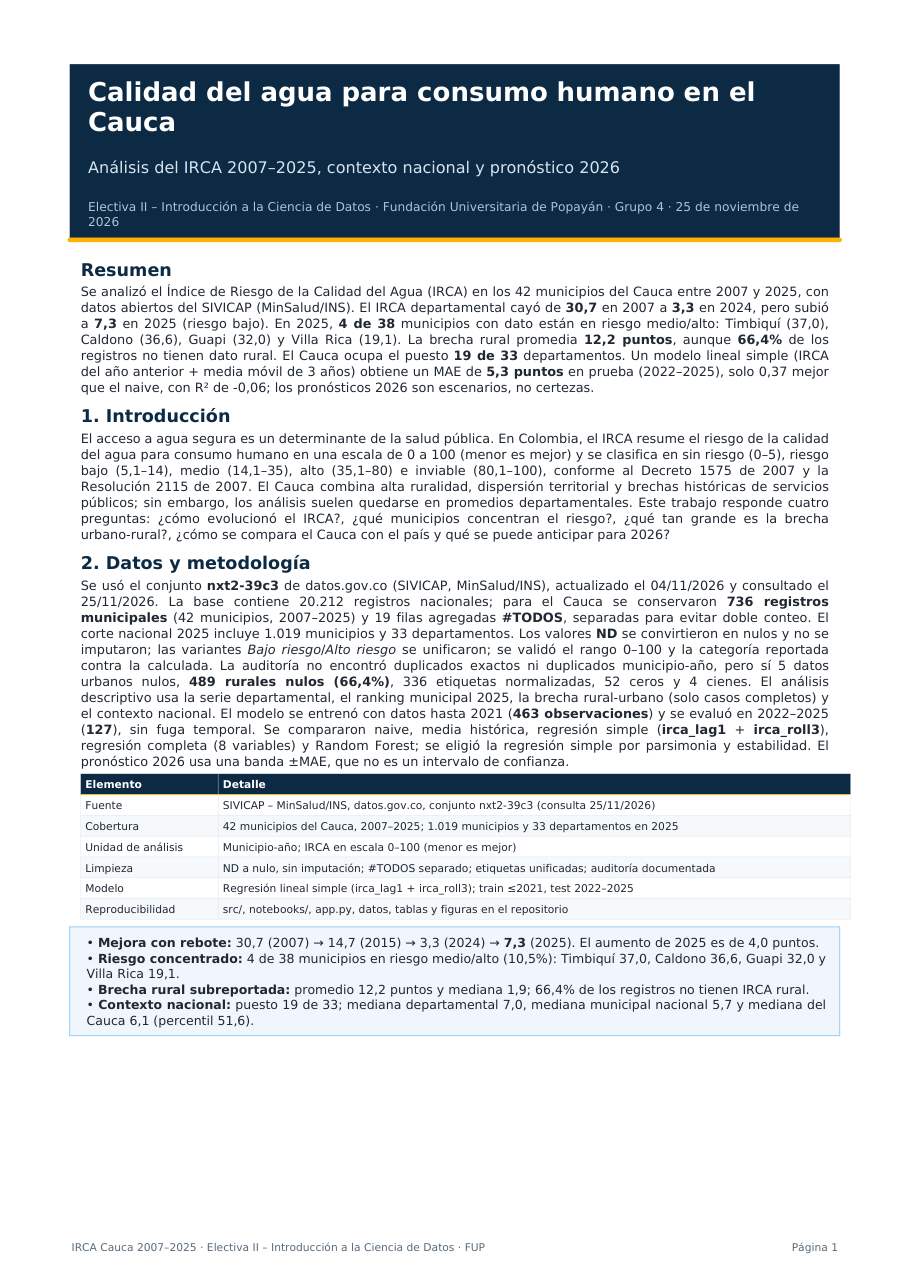 Calidad del agua para consumo humano en el
Cauca
Análisis del IRCA 2007–2025, contexto nacional y pronóstico 2026
Electiva II – Introducción a la Ciencia de Datos · Fundación Universitaria de Popayán · Grupo 4 · 25 de noviembre de
2026
Resumen
Se analizó el Índice de Riesgo de la Calidad del Agua (IRCA) en los 42 municipios del Cauca entre 2007 y 2025, con
datos abiertos del SIVICAP (MinSalud/INS). El IRCA departamental cayó de 30,7 en 2007 a 3,3 en 2024, pero subió
a 7,3 en 2025 (riesgo bajo). En 2025, 4 de 38 municipios con dato están en riesgo medio/alto: Timbiquí (37,0),
Caldono (36,6), Guapi (32,0) y Villa Rica (19,1). La brecha rural promedia 12,2 puntos, aunque 66,4% de los
registros no tienen dato rural. El Cauca ocupa el puesto 19 de 33 departamentos. Un modelo lineal simple (IRCA
del año anterior + media móvil de 3 años) obtiene un MAE de 5,3 puntos en prueba (2022–2025), solo 0,37 mejor
que el naive, con R² de -0,06; los pronósticos 2026 son escenarios, no certezas.
1. Introducción
El acceso a agua segura es un determinante de la salud pública. En Colombia, el IRCA resume el riesgo de la calidad
del agua para consumo humano en una escala de 0 a 100 (menor es mejor) y se clasifica en sin riesgo (0–5), riesgo
bajo (5,1–14), medio (14,1–35), alto (35,1–80) e inviable (80,1–100), conforme al Decreto 1575 de 2007 y la
Resolución 2115 de 2007. El Cauca combina alta ruralidad, dispersión territorial y brechas históricas de servicios
públicos; sin embargo, los análisis suelen quedarse en promedios departamentales. Este trabajo responde cuatro
preguntas: ¿cómo evolucionó el IRCA?, ¿qué municipios concentran el riesgo?, ¿qué tan grande es la brecha
urbano-rural?, ¿cómo se compara el Cauca con el país y qué se puede anticipar para 2026?
2. Datos y metodología
Se usó el conjunto nxt2-39c3 de datos.gov.co (SIVICAP, MinSalud/INS), actualizado el 04/11/2026 y consultado el
25/11/2026. La base contiene 20.212 registros nacionales; para el Cauca se conservaron 736 registros
municipales (42 municipios, 2007–2025) y 19 filas agregadas #TODOS, separadas para evitar doble conteo. El
corte nacional 2025 incluye 1.019 municipios y 33 departamentos. Los valores ND se convirtieron en nulos y no se
imputaron; las variantes Bajo riesgo/Alto riesgo se unificaron; se validó el rango 0–100 y la categoría reportada
contra la calculada. La auditoría no encontró duplicados exactos ni duplicados municipio-año, pero sí 5 datos
urbanos nulos, 489 rurales nulos (66,4%), 336 etiquetas normalizadas, 52 ceros y 4 cienes. El análisis
descriptivo usa la serie departamental, el ranking municipal 2025, la brecha rural-urbano (solo casos completos) y
el contexto nacional. El modelo se entrenó con datos hasta 2021 (463 observaciones) y se evaluó en 2022–2025
(127), sin fuga temporal. Se compararon naive, media histórica, regresión simple (irca_lag1 + irca_roll3),
regresión completa (8 variables) y Random Forest; se eligió la regresión simple por parsimonia y estabilidad. El
pronóstico 2026 usa una banda ±MAE, que no es un intervalo de confianza.
Elemento Detalle
Fuente SIVICAP – MinSalud/INS, datos.gov.co, conjunto nxt2-39c3 (consulta 25/11/2026)
Cobertura 42 municipios del Cauca, 2007–2025; 1.019 municipios y 33 departamentos en 2025
Unidad de análisis Municipio-año; IRCA en escala 0–100 (menor es mejor)
Limpieza ND a nulo, sin imputación; #TODOS separado; etiquetas unificadas; auditoría documentada
Modelo Regresión lineal simple (irca_lag1 + irca_roll3); train ≤2021, test 2022–2025
Reproducibilidad src/, notebooks/, app.py, datos, tablas y figuras en el repositorio
• Mejora con rebote: 30,7 (2007) → 14,7 (2015) → 3,3 (2024) → 7,3 (2025). El aumento de 2025 es de 4,0 puntos.
• Riesgo concentrado: 4 de 38 municipios en riesgo medio/alto (10,5%): Timbiquí 37,0, Caldono 36,6, Guapi 32,0 y
Villa Rica 19,1.
• Brecha rural subreportada: promedio 12,2 puntos y mediana 1,9; 66,4% de los registros no tienen IRCA rural.
• Contexto nacional: puesto 19 de 33; mediana departamental 7,0, mediana municipal nacional 5,7 y mediana del
Cauca 6,1 (percentil 51,6).
IRCA Cauca 2007–2025 · Electiva II – Introducción a la Ciencia de Datos · FUP Página 1